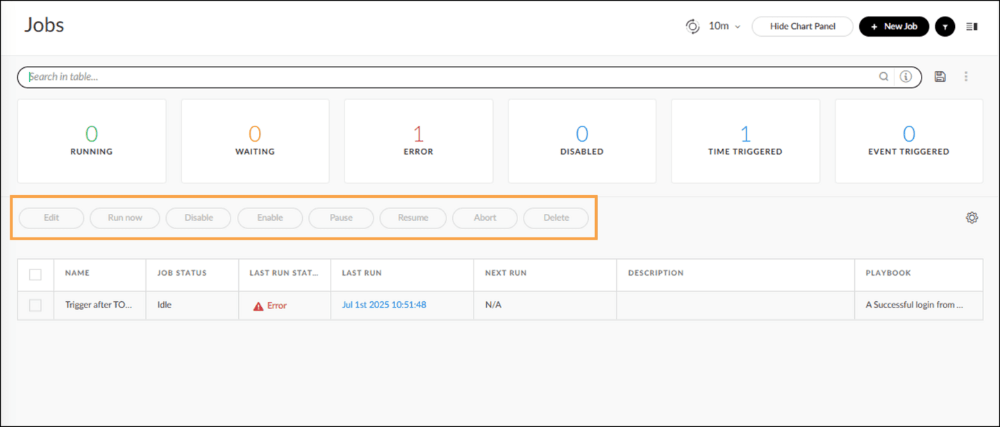 Jobs
10m
Hide Chart Panel
+ New Job
Search in table...
0
RUNNING
0
WAITING
1
ERROR
0
DISABLED
1
TIME TRIGGERED
0
EVENT TRIGGERED
Edit Run now Disable Enable Pause Resume Abort Delete
NAME JOB STATUS LAST RUN STAT... LAST RUN NEXT RUN DESCRIPTION PLAYBOOK
Trigger after TO... Idle Error Jul 1st 2025 10:51:48 N/A A Successful login from ...